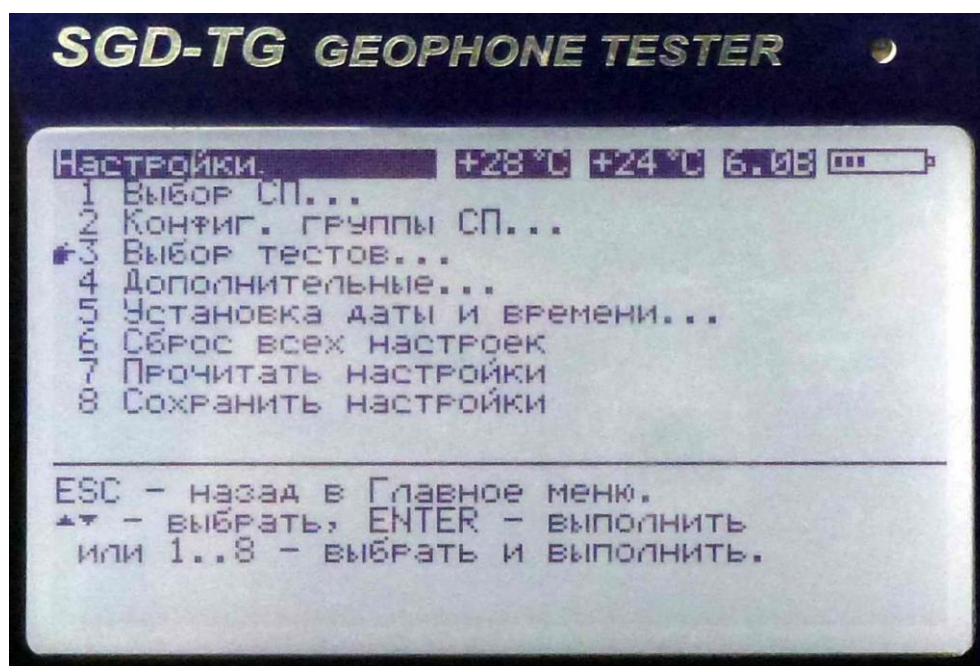 SGD-TG GEOPHONE TESTER
Настройки. +28°C +24°C 6.0В
1 Выбор СП...
2 Конфиг. группы СП...
3 Выбор тестов...
4 Дополнительные...
5 Установка даты и времени...
6 Сброс всех настроек
7 Прочитать настройки
8 Сохранить настройки
ESC - назад в Главное меню.
▲▼ - выбрать, ENTER - выполнить
или 1..8 - выбрать и выполнить.